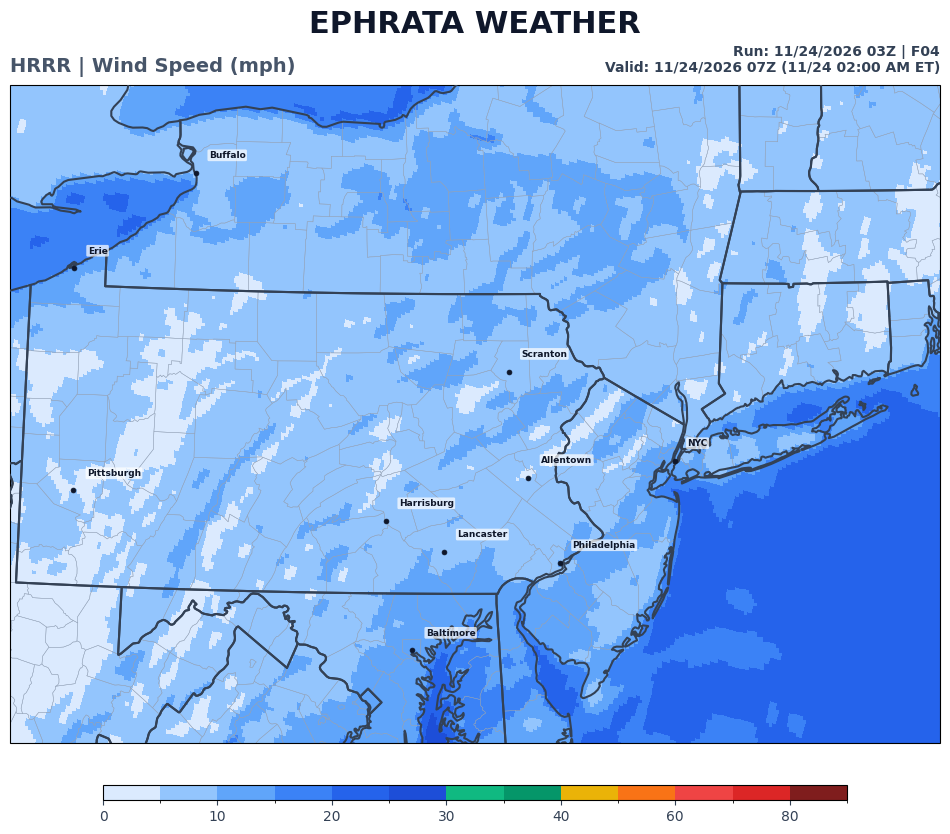 EPHRATA WEATHER
Run: 11/24/2026 03Z | F04
HRRR | Wind Speed (mph)
Valid: 11/24/2026 07Z (11/24 02:00 AM ET)
Buffalo
Erie
Scranton
NYC
Allentown
Pittsburgh
Harrisburg
Lancaster
Philadelphia
Baltimore
0 10 20 30 40 60 80